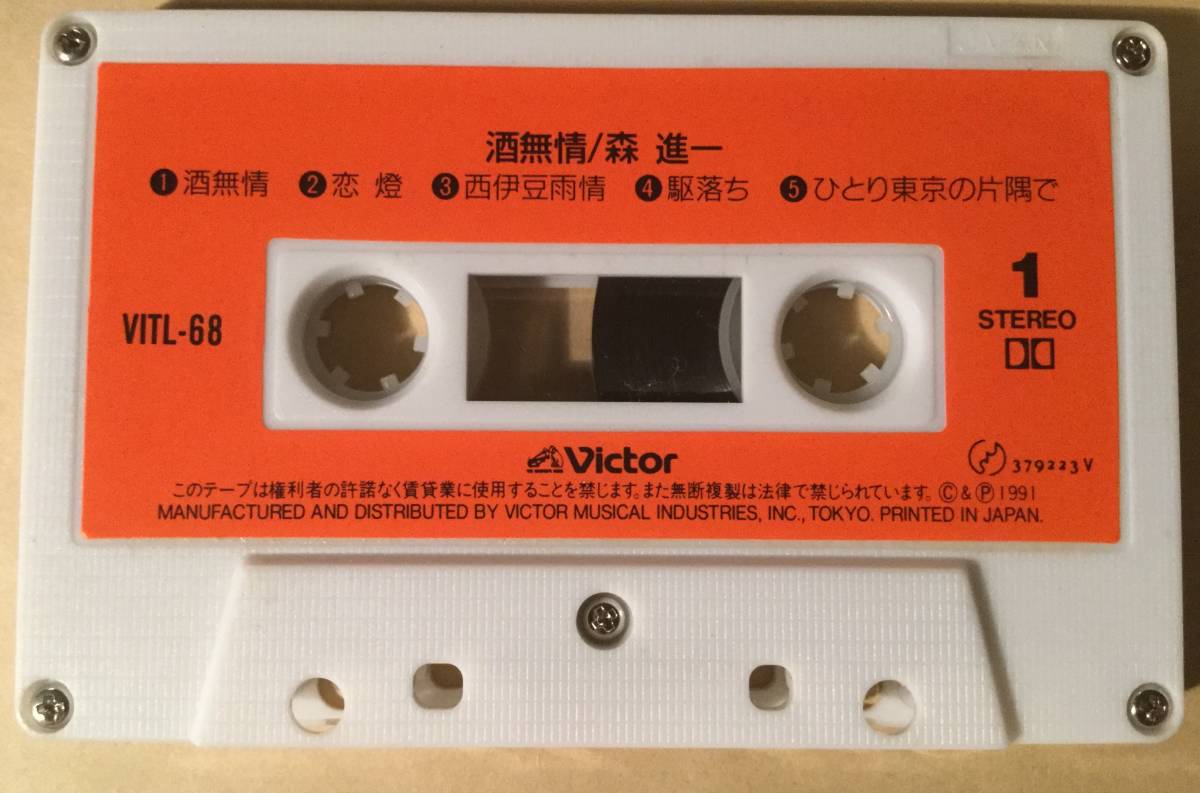 酒無情/森 進一
❶酒無情 ❷恋 燈 ❸西伊豆雨情 ❹駆落ち ❺ひとり東京の片隅で
1
VITL-68
STEREO
Victor
379223V
このテープは権利者の許諾なく賃貸業に使用することを禁じます。また無断複製は法律で禁じられています。Ⓒ&Ⓟ1991
MANUFACTURED AND DISTRIBUTED BY VICTOR MUSICAL INDUSTRIES, INC., TOKYO. PRINTED IN JAPAN.